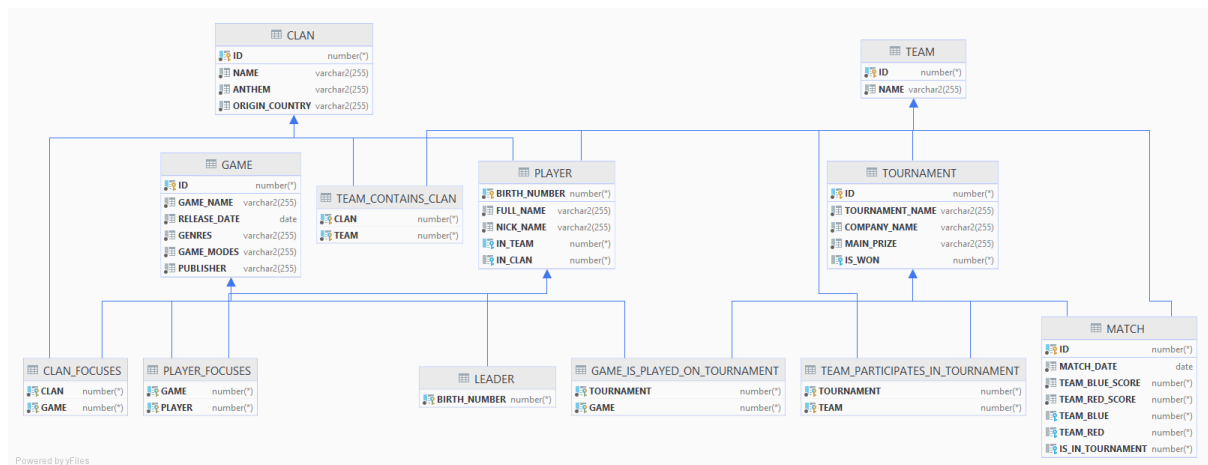 CLAN
ID number(*)
NAME varchar2(255)
ANTHEM varchar2(255)
ORIGIN_COUNTRY varchar2(255)
TEAM
ID number(*)
NAME varchar2(255)
GAME
ID number(*)
GAME_NAME varchar2(255)
RELEASE_DATE date
GENRES varchar2(255)
GAME_MODES varchar2(255)
PUBLISHER varchar2(255)
TEAM_CONTAINS_CLAN
CLAN number(*)
TEAM number(*)
PLAYER
BIRTH_NUMBER number(*)
FULL_NAME varchar2(255)
NICK_NAME varchar2(255)
IN_TEAM number(*)
IN_CLAN number(*)
TOURNAMENT
ID number(*)
TOURNAMENT_NAME varchar2(255)
COMPANY_NAME varchar2(255)
MAIN_PRIZE varchar2(255)
IS_WON number(*)
CLAN_FOCUSES
CLAN number(*)
GAME number(*)
PLAYER_FOCUSES
GAME number(*)
PLAYER number(*)
LEADER
BIRTH_NUMBER number(*)
GAME_IS_PLAYED_ON_TOURNAMENT
TOURNAMENT number(*)
GAME number(*)
TEAM_PARTICIPATES_IN_TOURNAMENT
TOURNAMENT number(*)
TEAM number(*)
MATCH
ID number(*)
MATCH_DATE date
TEAM_BLUE_SCORE number(*)
TEAM_RED_SCORE number(*)
TEAM_BLUE number(*)
TEAM_RED number(*)
IS_IN_TOURNAMENT number(*)
Powered by yFiles